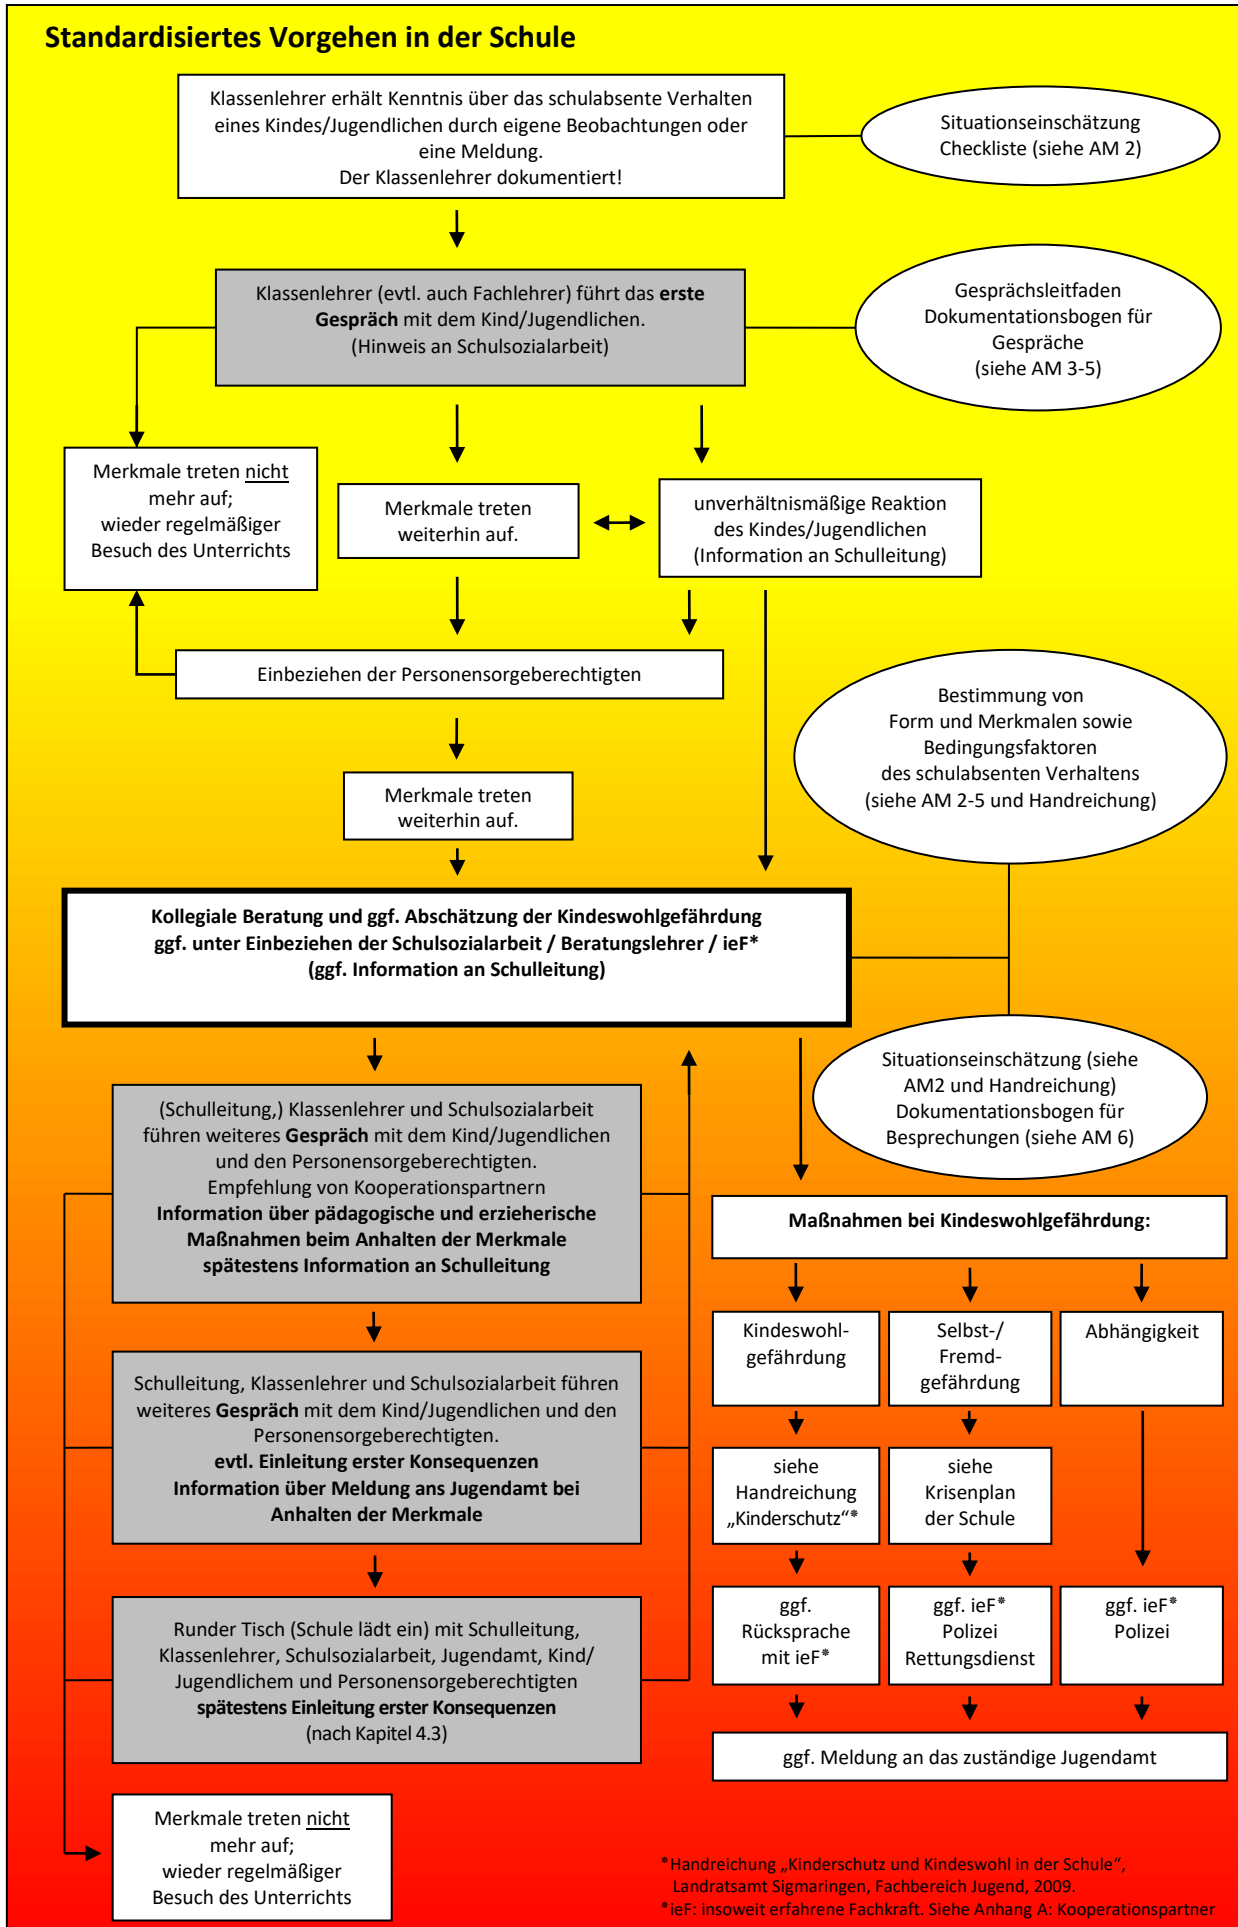 Standardisiertes Vorgehen in der Schule
Klassenlehrer erhält Kenntnis über das schulabsente Verhalten
eines Kindes/Jugendlichen durch eigene Beobachtungen oder
eine Meldung.
Der Klassenlehrer dokumentiert!
Situationseinschätzung
Checkliste (siehe AM 2)
Klassenlehrer (evtl. auch Fachlehrer) führt das erste
Gespräch mit dem Kind/Jugendlichen.
(Hinweis an Schulsozialarbeit)
Gesprächsleitfaden
Dokumentationsbogen für
Gespräche
(siehe AM 3-5)
Merkmale treten nicht
mehr auf;
wieder regelmäßiger
Besuch des Unterrichts
Merkmale treten
weiterhin auf.
unverhältnismäßige Reaktion
des Kindes/Jugendlichen
(Information an Schulleitung)
Einbeziehen der Personensorgeberechtigten
Bestimmung von
Form und Merkmalen sowie
Bedingungsfaktoren
des schulabsenten Verhaltens
(siehe AM 2-5 und Handreichung)
Merkmale treten
weiterhin auf.
Kollegiale Beratung und ggf. Abschätzung der Kindeswohlgefährdung
ggf. unter Einbeziehen der Schulsozialarbeit / Beratungslehrer / ieF*
(ggf. Information an Schulleitung)
Situationseinschätzung (siehe
AM2 und Handreichung)
Dokumentationsbogen für
Besprechungen (siehe AM 6)
(Schulleitung,) Klassenlehrer und Schulsozialarbeit
führen weiteres Gespräch mit dem Kind/Jugendlichen
und den Personensorgeberechtigten.
Empfehlung von Kooperationspartnern
Information über pädagogische und erzieherische
Maßnahmen beim Anhalten der Merkmale
spätestens Information an Schulleitung
Schulleitung, Klassenlehrer und Schulsozialarbeit führen
weiteres Gespräch mit dem Kind/Jugendlichen und den
Personensorgeberechtigten.
evtl. Einleitung erster Konsequenzen
Information über Meldung ans Jugendamt bei
Anhalten der Merkmale
Runder Tisch (Schule lädt ein) mit Schulleitung,
Klassenlehrer, Schulsozialarbeit, Jugendamt, Kind/
Jugendlichem und Personensorgeberechtigten
spätestens Einleitung erster Konsequenzen
(nach Kapitel 4.3)
Merkmale treten nicht
mehr auf;
wieder regelmäßiger
Besuch des Unterrichts
Maßnahmen bei Kindeswohlgefährdung:
Kindeswohl-
gefährdung
Selbst-/
Fremd-
gefährdung
Abhängigkeit
siehe
Handreichung
„Kinderschutz“*
siehe
Krisenplan
der Schule
ggf.
Rücksprache
mit ieF*
ggf. ieF*
Polizei
Rettungsdienst
ggf. ieF*
Polizei
ggf. Meldung an das zuständige Jugendamt
*Handreichung „Kinderschutz und Kindeswohl in der Schule“,
Landratsamt Sigmaringen, Fachbereich Jugend, 2009.
*ieF: insoweit erfahrene Fachkraft. Siehe Anhang A: Kooperationspartner